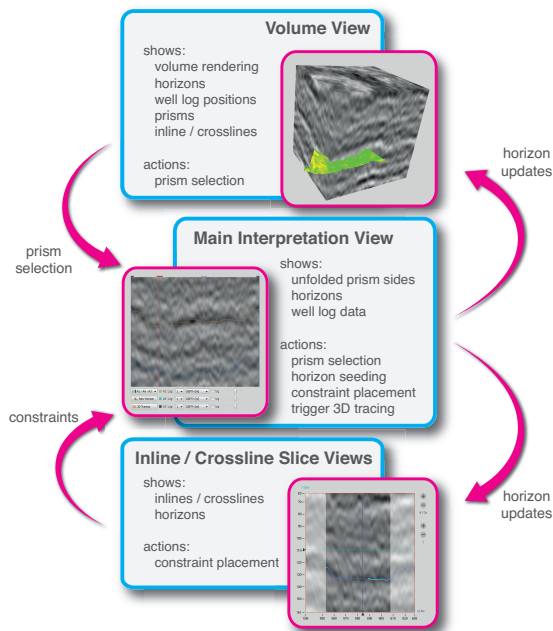 Volume View
shows:
volume rendering
horizons
well log positions
prisms
inline / crosslines
actions:
prism selection
horizon
updates
prism
selection
Main Interpretation View
shows:
unfolded prism sides
horizons
well log data
actions:
prism selection
horizon seeding
constraint placement
trigger 3D tracing
constraints
Inline / Crossline Slice Views
shows:
inlines / crosslines
horizons
actions:
constraint placement
horizon
updates